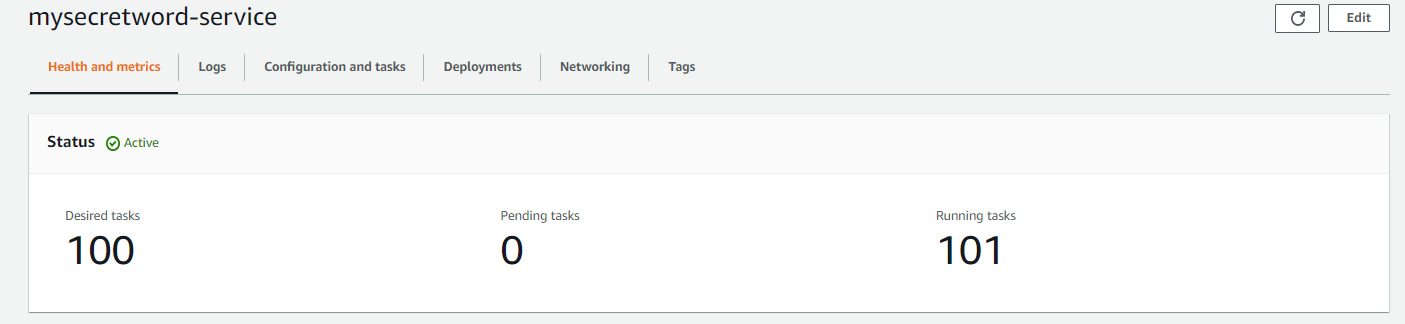 mysecretword-service
Edit
Health and metrics Logs Configuration and tasks Deployments Networking Tags
Status Active
Desired tasks Pending tasks Running tasks
100 0 101